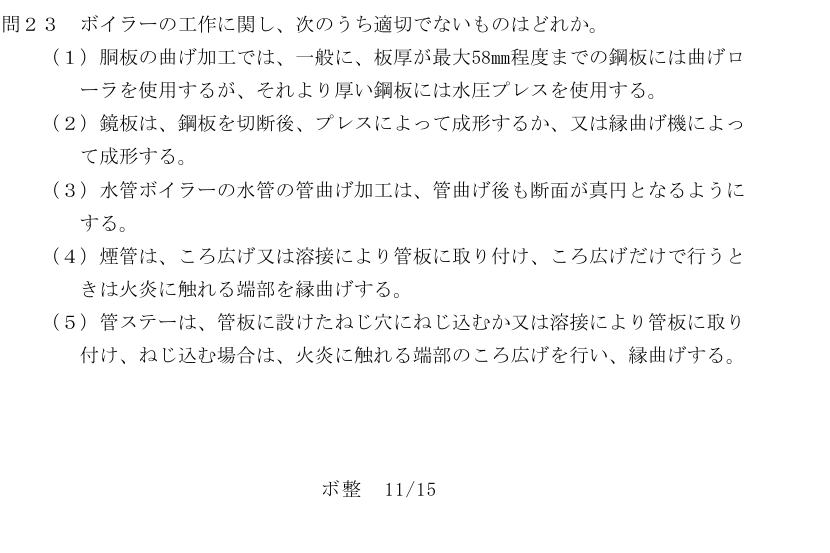 問２３　ボイラーの工作に関し、次のうち適切でないものはどれか。
（１）胴板の曲げ加工では、一般に、板厚が最大58㎜程度までの鋼板には曲げロ
ーラを使用するが、それより厚い鋼板には水圧プレスを使用する。
（２）鏡板は、鋼板を切断後、プレスによって成形するか、又は縁曲げ機によっ
て成形する。
（３）水管ボイラーの水管の管曲げ加工は、管曲げ後も断面が真円となるように
する。
（４）煙管は、ころ広げ又は溶接により管板に取り付け、ころ広げだけで行うと
きは火炎に触れる端部を縁曲げする。
（５）管ステーは、管板に設けたねじ穴にねじ込むか又は溶接により管板に取り
付け、ねじ込む場合は、火炎に触れる端部のころ広げを行い、縁曲げする。
ボ整　11/15